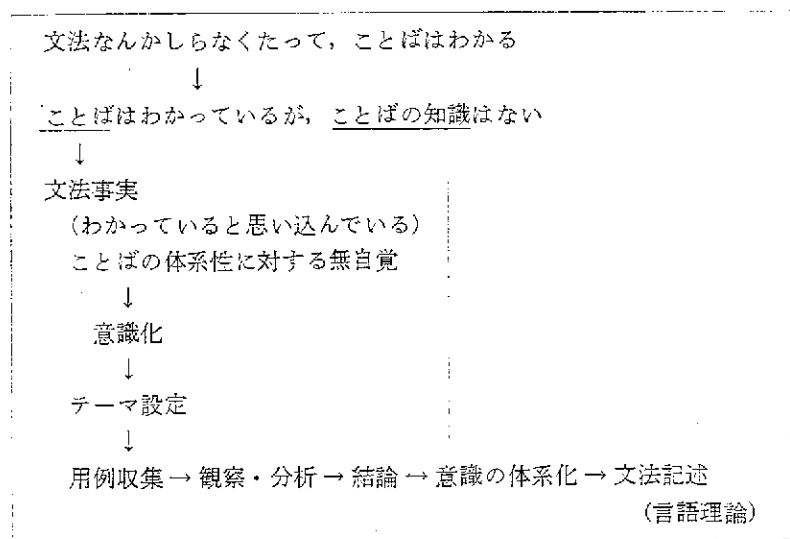 文法なんかしらなくたって，ことばはわかる
↓
ことばはわかっているが，ことばの知識はない
↓
文法事実
（わかっていると思い込んでいる）
ことばの体系性に対する無自覚
↓
意識化
↓
テーマ設定
↓
用例収集→観察・分析→結論→意識の体系化→文法記述
（言語理論）